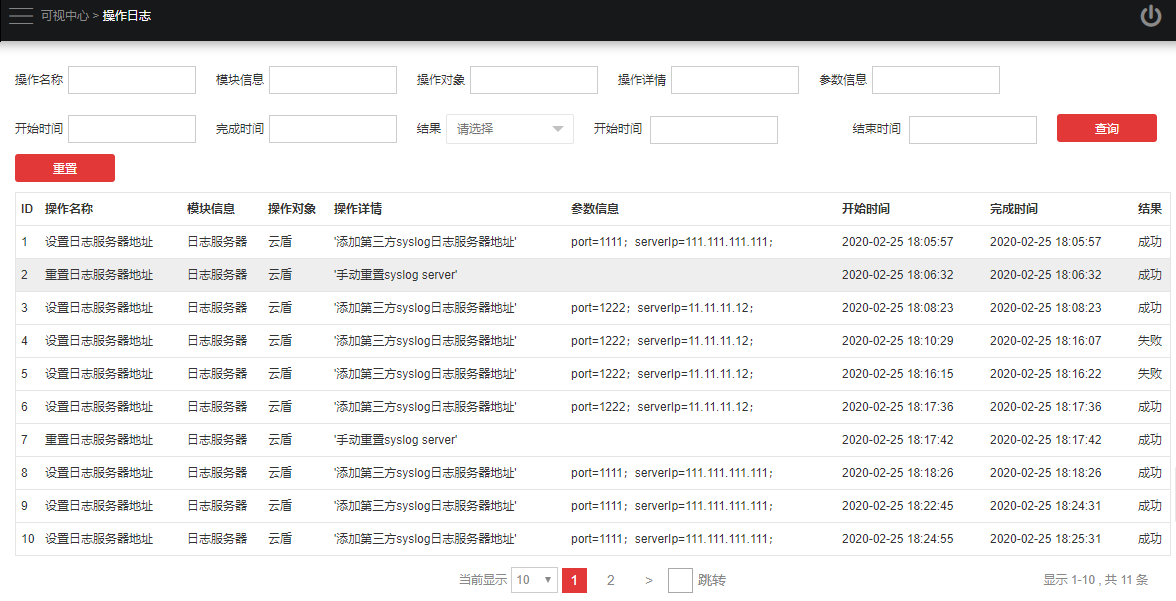 可视中心 > 操作日志
操作名称 模块信息 操作对象 操作详情 参数信息
开始时间 完成时间 结果 请选择 开始时间 结束时间 查询
重置
ID 操作名称 模块信息 操作对象 操作详情 参数信息 开始时间 完成时间 结果
1 设置日志服务器地址 日志服务器 云盾 '添加第三方syslog日志服务器地址' port=1111；serverIp=111.111.111.111; 2020-02-25 18:05:57 2020-02-25 18:05:57 成功
2 重置日志服务器地址 日志服务器 云盾 '手动重置syslog server' 2020-02-25 18:06:32 2020-02-25 18:06:32 成功
3 设置日志服务器地址 日志服务器 云盾 '添加第三方syslog日志服务器地址' port=1222；serverIp=11.11.11.12; 2020-02-25 18:08:23 2020-02-25 18:08:23 成功
4 设置日志服务器地址 日志服务器 云盾 '添加第三方syslog日志服务器地址' port=1222；serverIp=11.11.11.12; 2020-02-25 18:10:29 2020-02-25 18:16:07 失败
5 设置日志服务器地址 日志服务器 云盾 '添加第三方syslog日志服务器地址' port=1222；serverIp=11.11.11.12; 2020-02-25 18:16:15 2020-02-25 18:16:22 失败
6 设置日志服务器地址 日志服务器 云盾 '添加第三方syslog日志服务器地址' port=1222；serverIp=11.11.11.12; 2020-02-25 18:17:36 2020-02-25 18:17:36 成功
7 重置日志服务器地址 日志服务器 云盾 '手动重置syslog server' 2020-02-25 18:17:42 2020-02-25 18:17:42 成功
8 设置日志服务器地址 日志服务器 云盾 '添加第三方syslog日志服务器地址' port=1111；serverIp=111.111.111.111; 2020-02-25 18:18:26 2020-02-25 18:18:26 成功
9 设置日志服务器地址 日志服务器 云盾 '添加第三方syslog日志服务器地址' port=1111；serverIp=111.111.111.111; 2020-02-25 18:22:45 2020-02-25 18:24:31 成功
10 设置日志服务器地址 日志服务器 云盾 '添加第三方syslog日志服务器地址' port=1111；serverIp=111.111.111.111; 2020-02-25 18:24:55 2020-02-25 18:25:31 成功
当前显示 10 1 2 > 跳转 显示 1-10 , 共 11 条